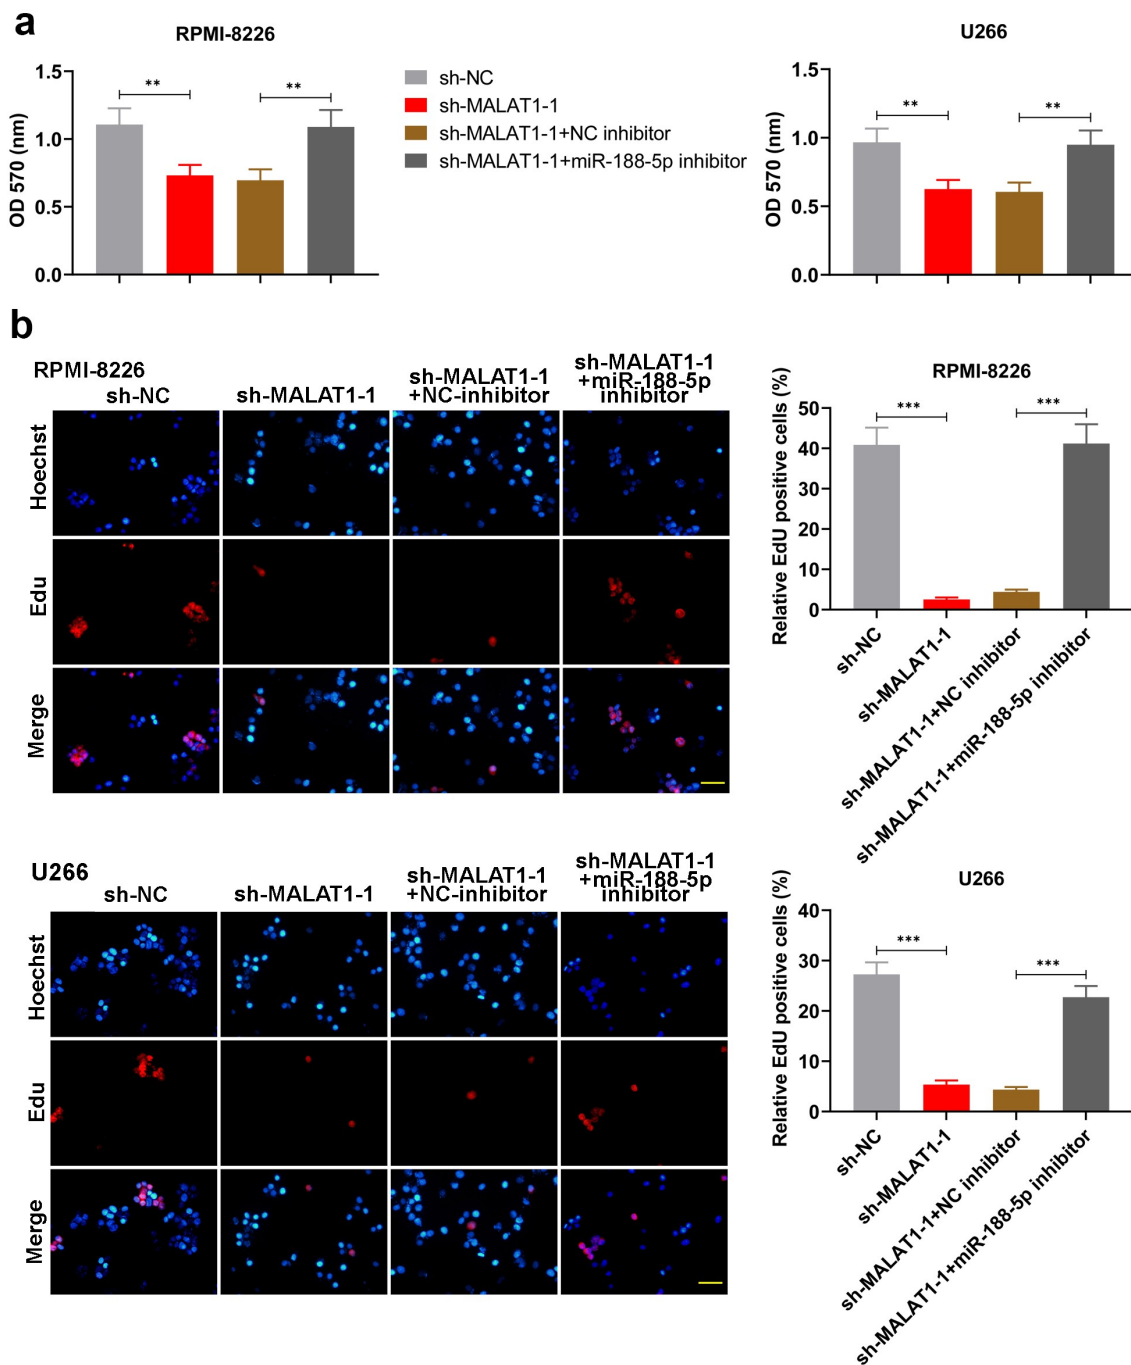 a
RPMI-8226
OD 570 (nm)
1.5
1.0
0.5
0.0
**
**
sh-NC
sh-MALAT1-1
sh-MALAT1-1+NC inhibitor
sh-MALAT1-1+miR-188-5p inhibitor
U266
OD 570 (nm)
1.5
1.0
0.5
0.0
**
**
b
RPMI-8226
sh-NC
sh-MALAT1-1
sh-MALAT1-1
+NC-inhibitor
sh-MALAT1-1
+miR-188-5p
inhibitor
Hoechst
Edu
Merge
RPMI-8226
Relative EdU positive cells (%)
50
40
30
20
10
0
***
***
sh-NC
sh-MALAT1-1
sh-MALAT1-1+NC inhibitor
sh-MALAT1-1+miR-188-5p inhibitor
U266
sh-NC
sh-MALAT1-1
sh-MALAT1-1
+NC-inhibitor
sh-MALAT1-1
+miR-188-5p
inhibitor
Hoechst
Edu
Merge
U266
Relative EdU positive cells (%)
40
30
20
10
0
***
***
sh-NC
sh-MALAT1-1
sh-MALAT1-1+NC inhibitor
sh-MALAT1-1+miR-188-5p inhibitor